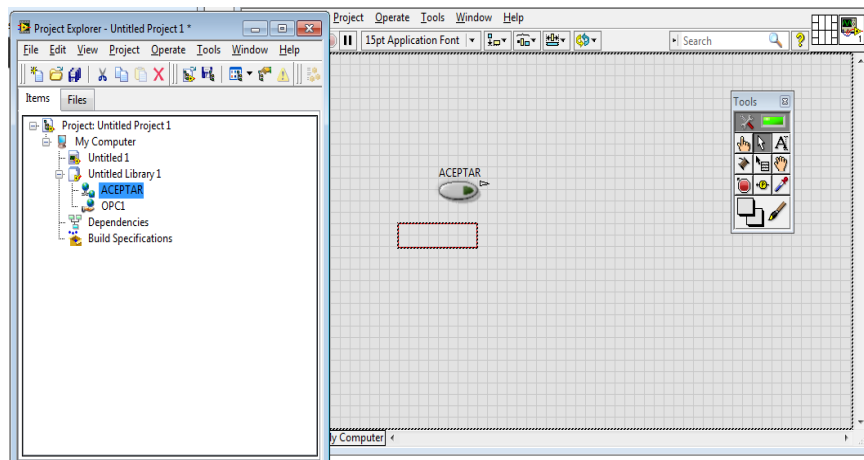 Project Explorer - Untitled Project 1 *
File Edit View Project Operate Tools Window Help
Items Files
Project: Untitled Project 1
My Computer
Untitled 1
Untitled Library 1
ACEPTAR
OPC1
Dependencies
Build Specifications
Project Operate Tools Window Help
15pt Application Font
Search
?
1
Tools
A
ACEPTAR
My Computer